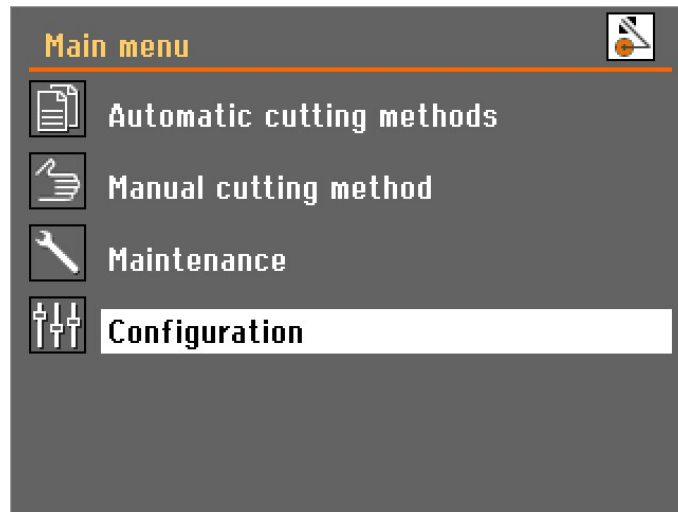 Main menu
Automatic cutting methods
Manual cutting method
Maintenance
Configuration